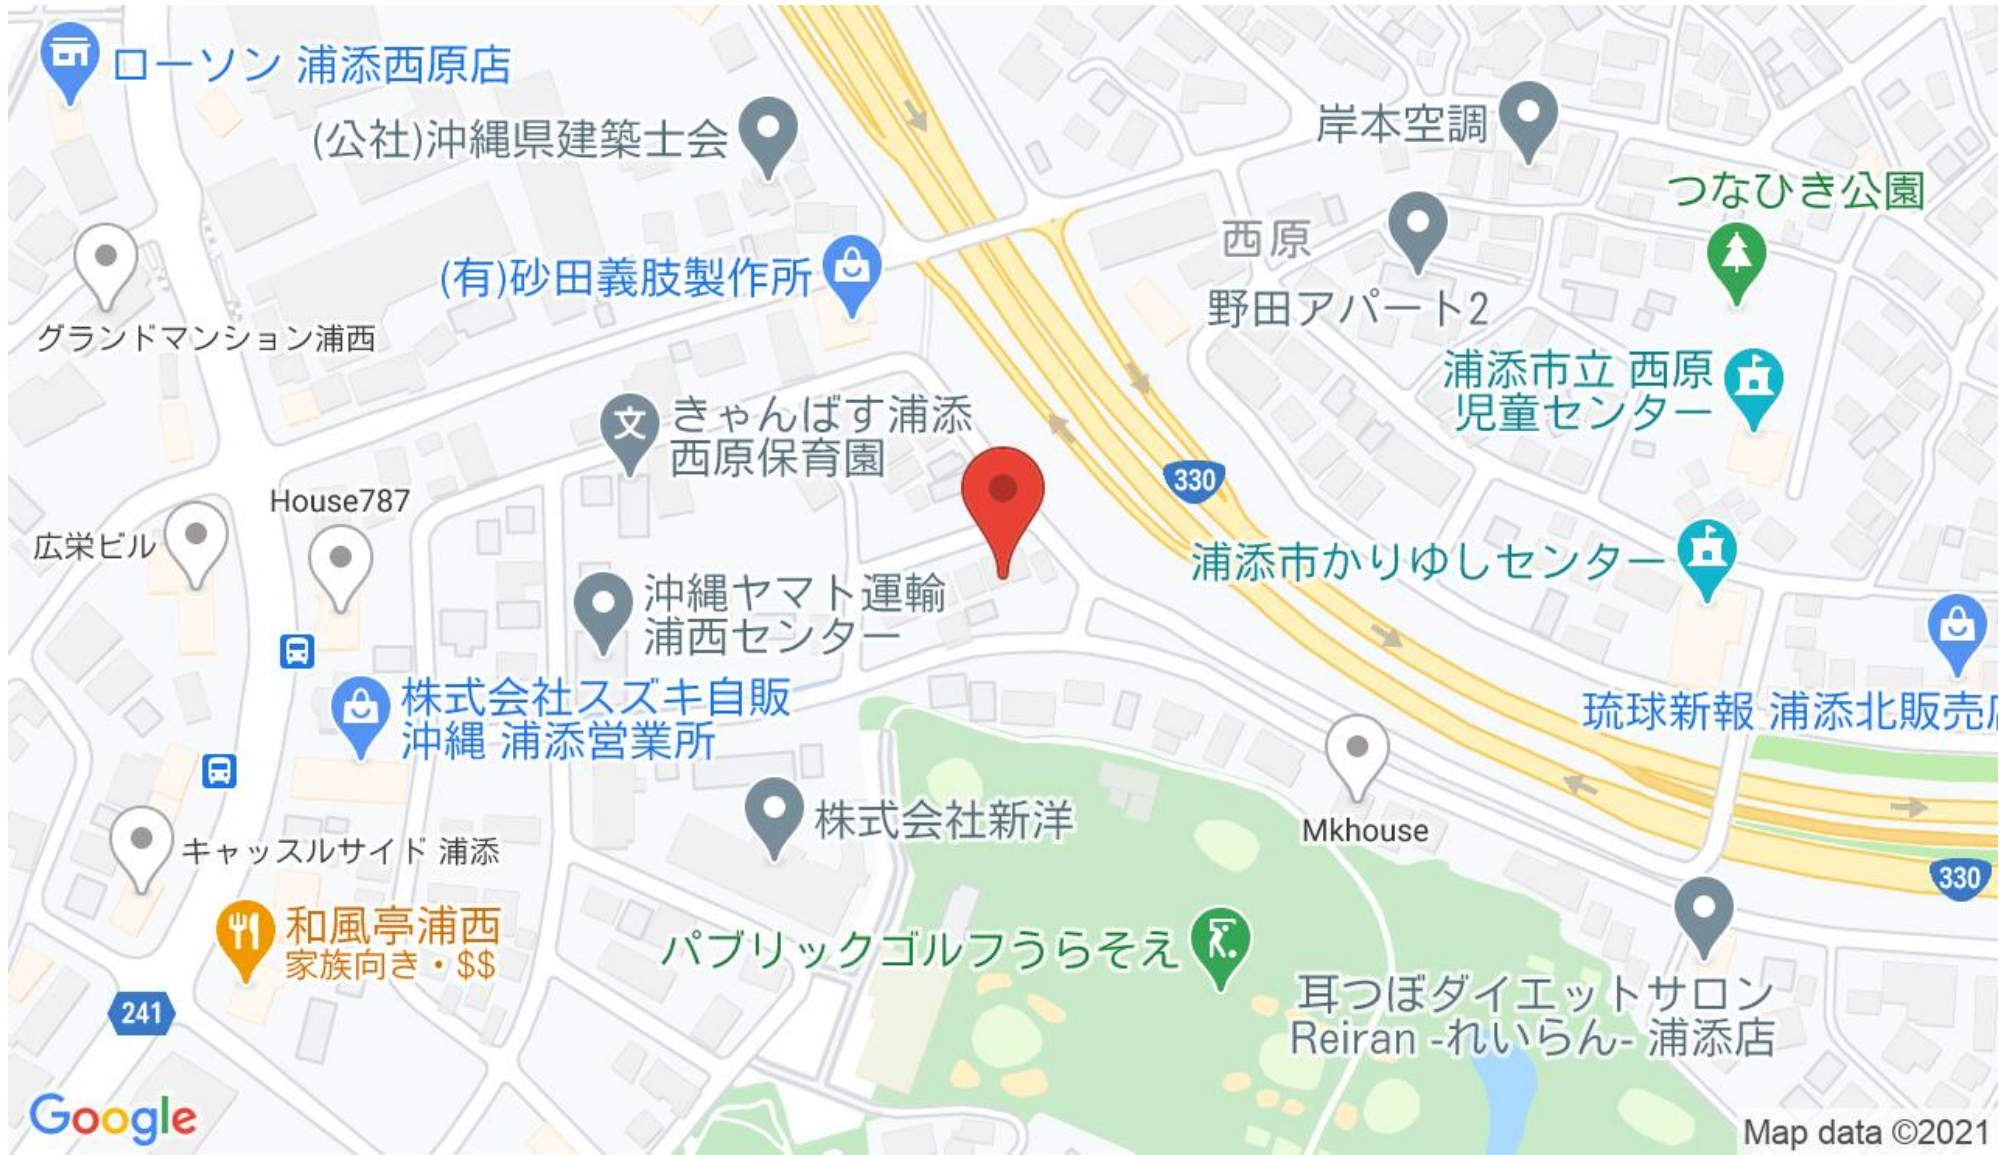 ローソン 浦添西原店
(公社)沖縄県建築士会
岸本空調
つなひき公園
西原
(有)砂田義肢製作所
野田アパート2
グランドマンション浦西
浦添市立 西原
児童センター
きゃんばす浦添
西原保育園
330
House787
広栄ビル
浦添市かりゆしセンター
沖縄ヤマト運輸
浦西センター
株式会社スズキ自販
沖縄 浦添営業所
琉球新報 浦添北販売店
株式会社新洋
Mkhouse
キャッスルサイド 浦添
330
和風亭浦西
家族向き・$$
パブリックゴルフうらそえ
耳つぼダイエットサロン
Reiran -れいらん- 浦添店
241
Google
Map data ©2021